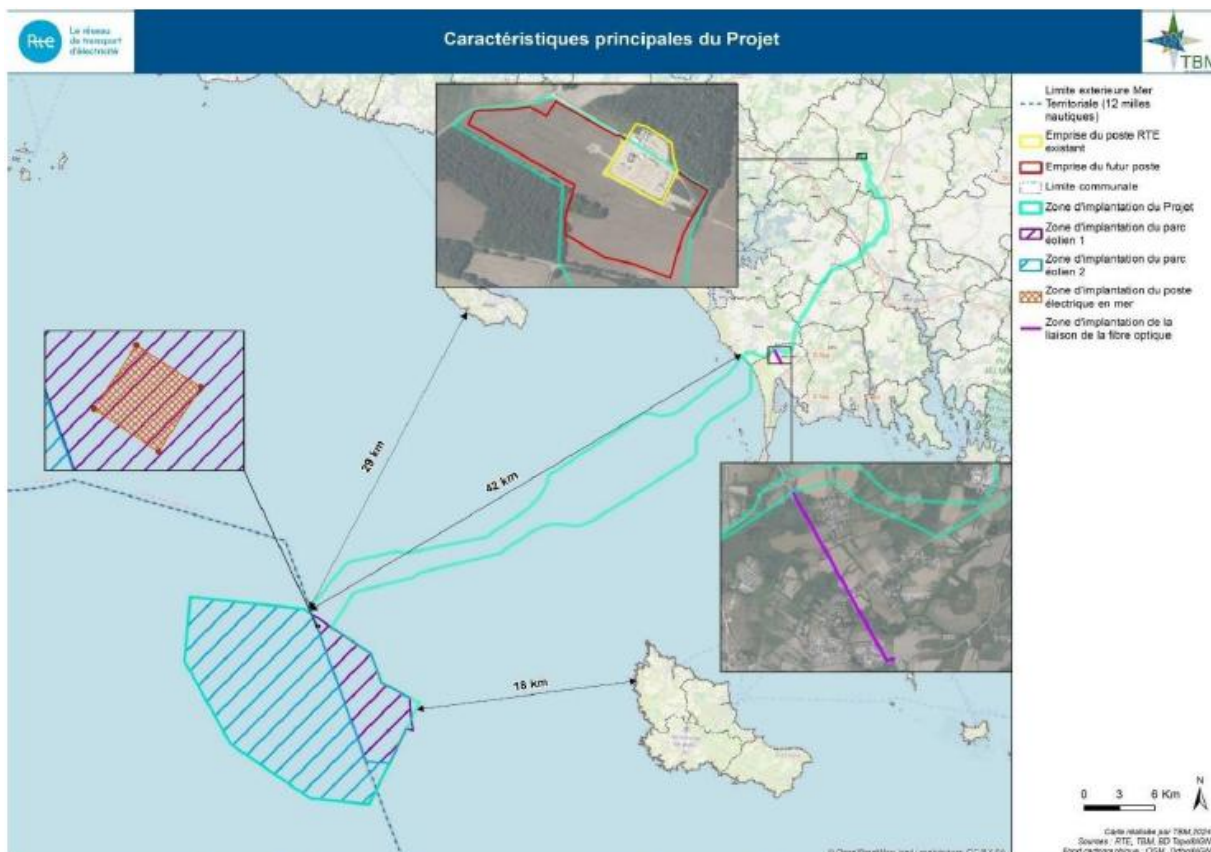 Rte
Le réseau
de transport
d'électricité
Caractéristiques principales du Projet
TBM
Limite exterieure Mer
Territoriale (12 milles
nautiques)
Emprise du poste RTE
existant
Emprise du futur poste
Limite communale
Zone d'implantation du Projet
Zone d'implantation du parc
éolien 1
Zone d'implantation du parc
éolien 2
Zone d'implantation du poste
électrique en mer
Zone d'implantation de la
liaison de la fibre optique
29 km
42 km
18 km
0 3 6 Km
N
Carte réalisée par TBM, 2024
Sources : RTE, TBM, BD Topo®IGN